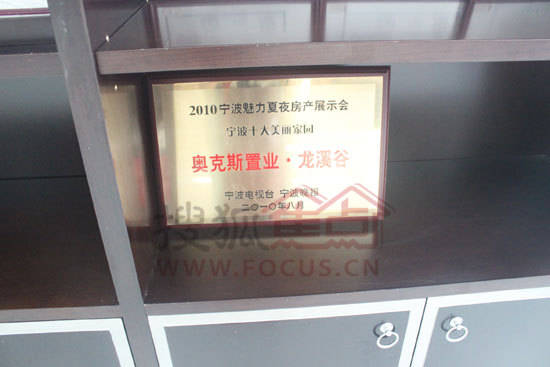 2010宁波魅力夏夜房产展示会
宁波十大美丽家园
奥克斯置业·龙溪谷
宁波电视台 宁波晚报
二〇一〇年八月
搜狐焦点
WWW.FOCUS.CN